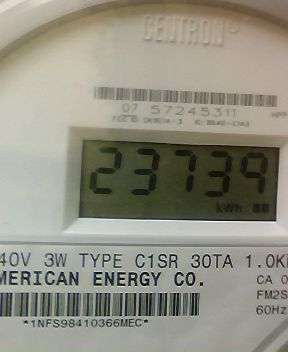 CENTRON®
07 57245311
23739
kWh
40V 3W TYPE C1SR 30TA 1.0K
MERICAN ENERGY CO.
CA 0
FM2S
60Hz
*1NFS98410366MEC*